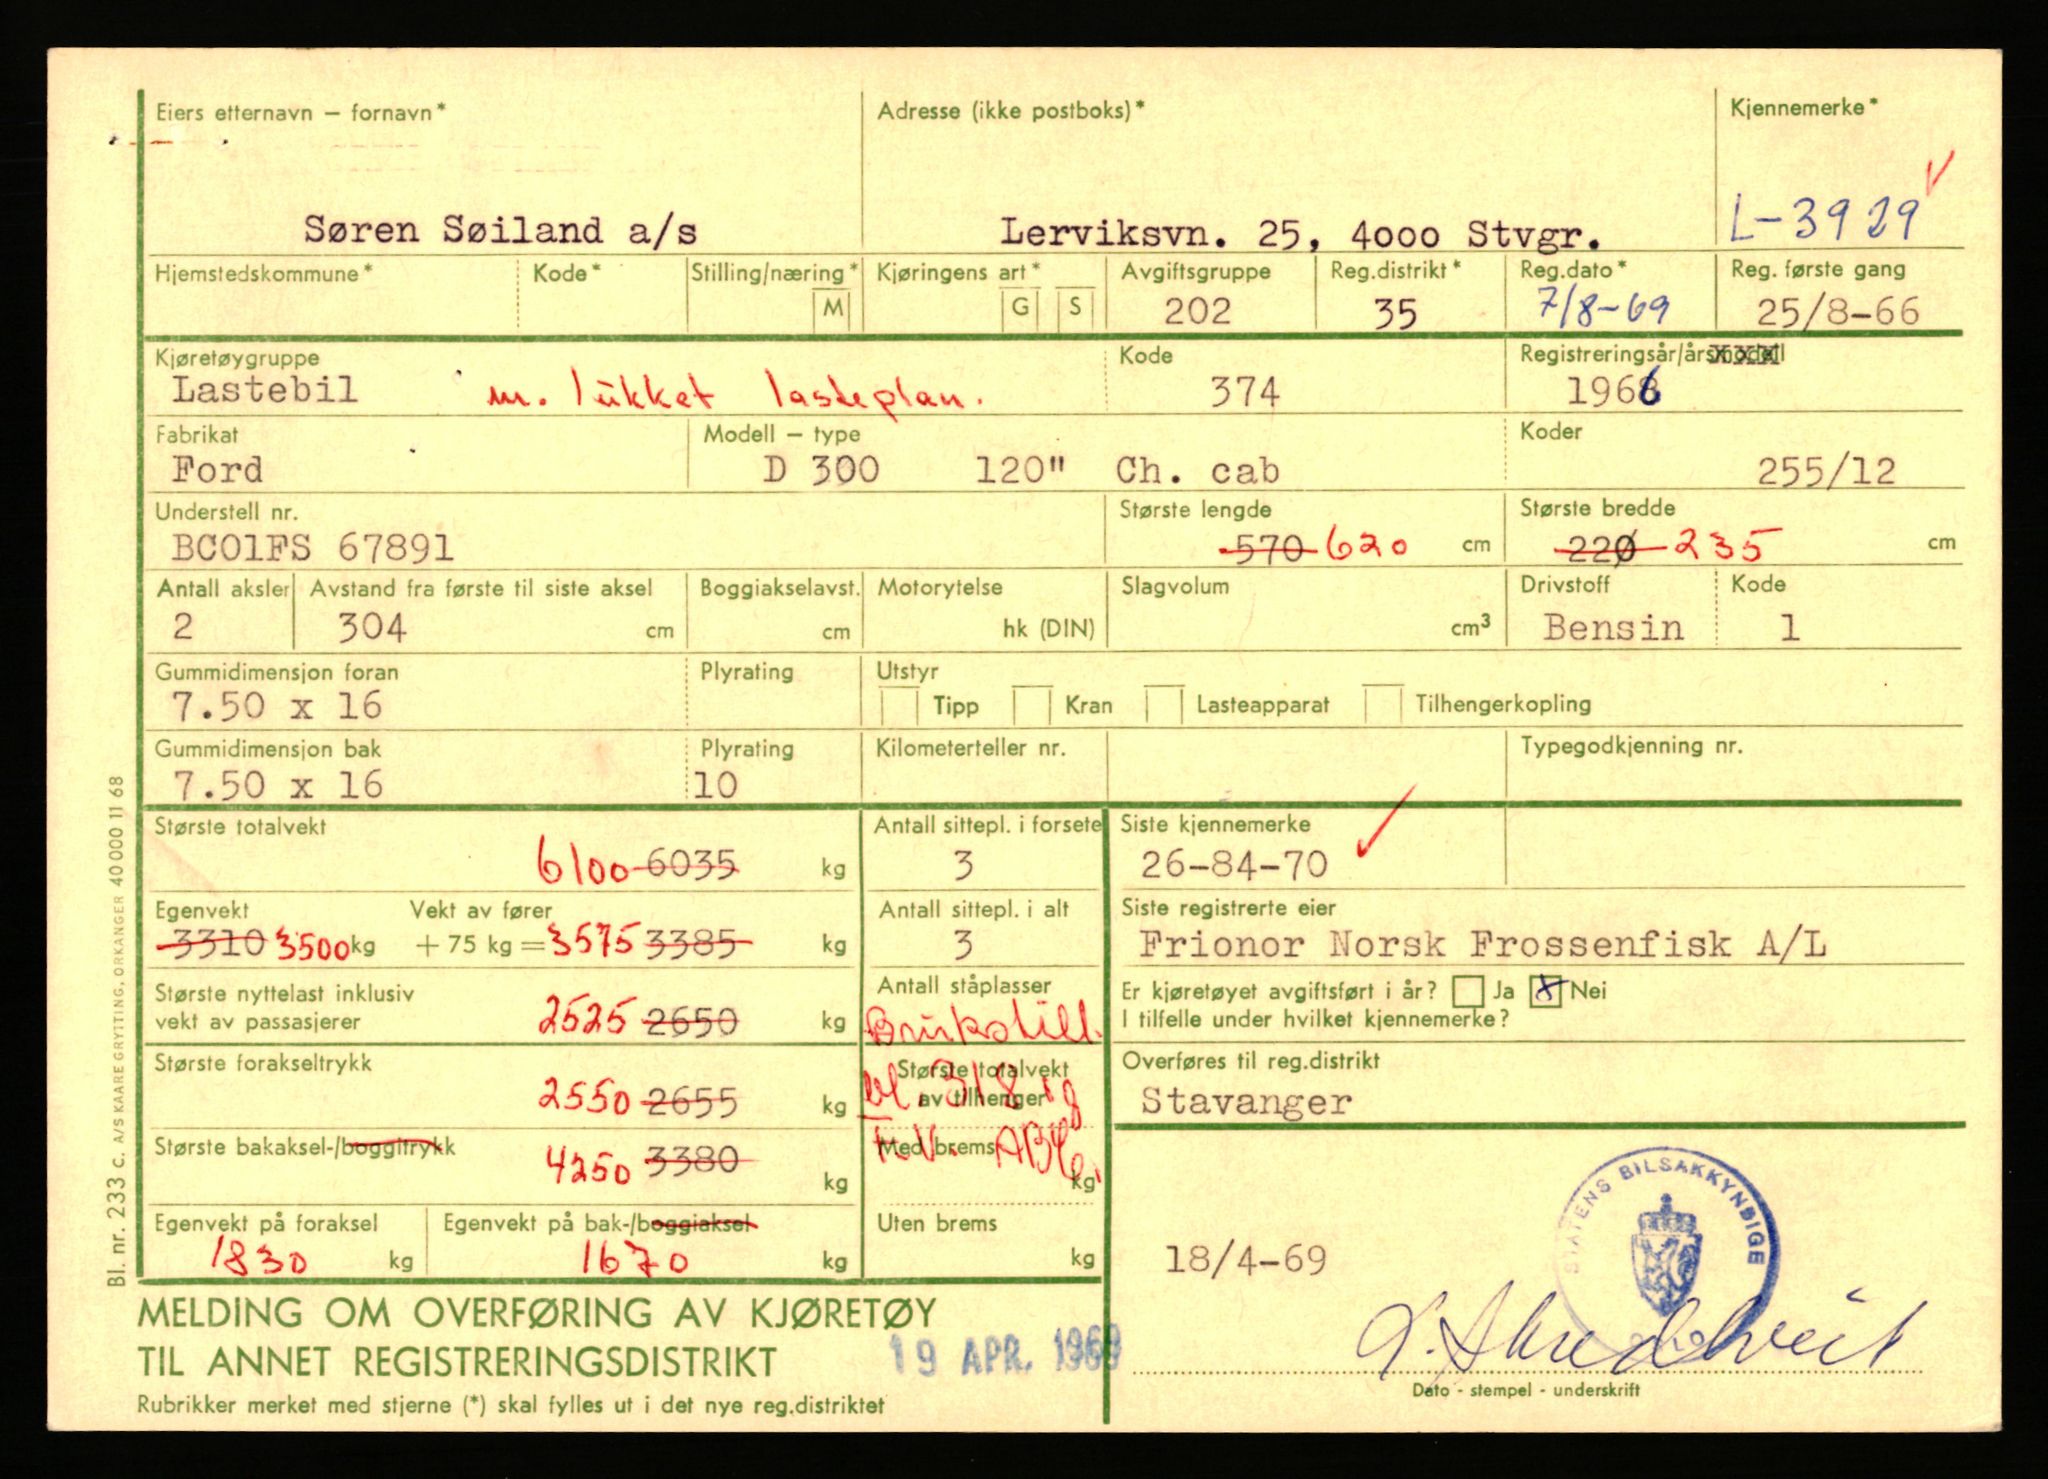 Eiers etternavn – fornavn*
Adresse (ikke postboks)*
Kjennemerke*
Søren Søiland a/s
Lerviksvn. 25, 4000 Stvgr.
L-3929
Hjemstedskommune*
Kode*
Stilling/næring*
Kjøringens art*
Avgiftsgruppe
Reg.distrikt*
Reg.dato*
Reg. første gang
M
G
S
202
35
7/8-69
25/8-66
Kjøretøygruppe
Kode
Registreringsår/årsmodell
Lastebil m. lukket lasteplan.
374
1966
Fabrikat
Modell – type
Koder
Ford
D 300 120" Ch. cab
255/12
Understell nr.
Største lengde
Største bredde
BC01FS 67891
570 620 cm
220 235 cm
Antall aksler
Avstand fra første til siste aksel
Boggiakselavst.
Motorytelse
Slagvolum
Drivstoff
Kode
2
304 cm
cm
hk (DIN)
cm³
Bensin
1
Gummidimensjon foran
Plyrating
Utstyr
7.50 x 16
Tipp
Kran
Lasteapparat
Tilhengerkopling
Gummidimensjon bak
Plyrating
Kilometerteller nr.
Typegodkjenning nr.
7.50 x 16
10
Største totalvekt
6100 6035 kg
Egenvekt
Vekt av fører
3310 3500 kg
+ 75 kg = 3575 3385 kg
Største nyttelast inklusiv
vekt av passasjerer
2525 2650 kg
Største forakseltrykk
2550 2655 kg
Største bakaksel-/boggitrykk
4250 3380 kg
Egenvekt på foraksel
1830 kg
Egenvekt på bak-/boggiaksel
1670 kg
Antall sittepl. i forsete
3
Antall sittepl. i alt
3
Antall ståplasser
Største totalvekt
av tilhenger
Med brems
kg
Uten brems
kg
Siste kjennemerke
26-84-70
Siste registrerte eier
Frionor Norsk Frossenfisk A/L
Er kjøretøyet avgiftsført i år? Ja x Nei
I tilfelle under hvilket kjennemerke?
Overføres til reg.distrikt
Stavanger
STATENS BILSAKKYNDIGE
18/4-69
Dato - stempel - underskrift
MELDING OM OVERFØRING AV KJØRETØY
TIL ANNET REGISTRERINGSDISTRIKT
19 APR. 1969
Rubrikker merket med stjerne (*) skal fylles ut i det nye reg.distriktet
Bl. nr. 233 c. A/S KAARE GRYTTING, ORKANGER 40 000 11 68